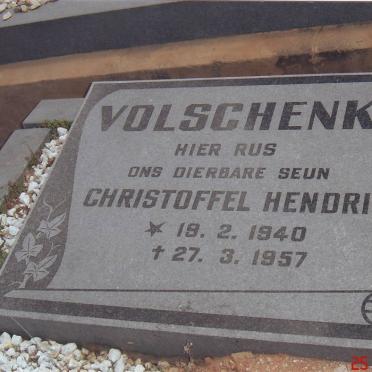 VOLSCHENK
HIER RUS
ONS DIERBARE SEUN
CHRISTOFFEL HENDRI
* 19. 2. 1940
† 27. 3. 1957
25